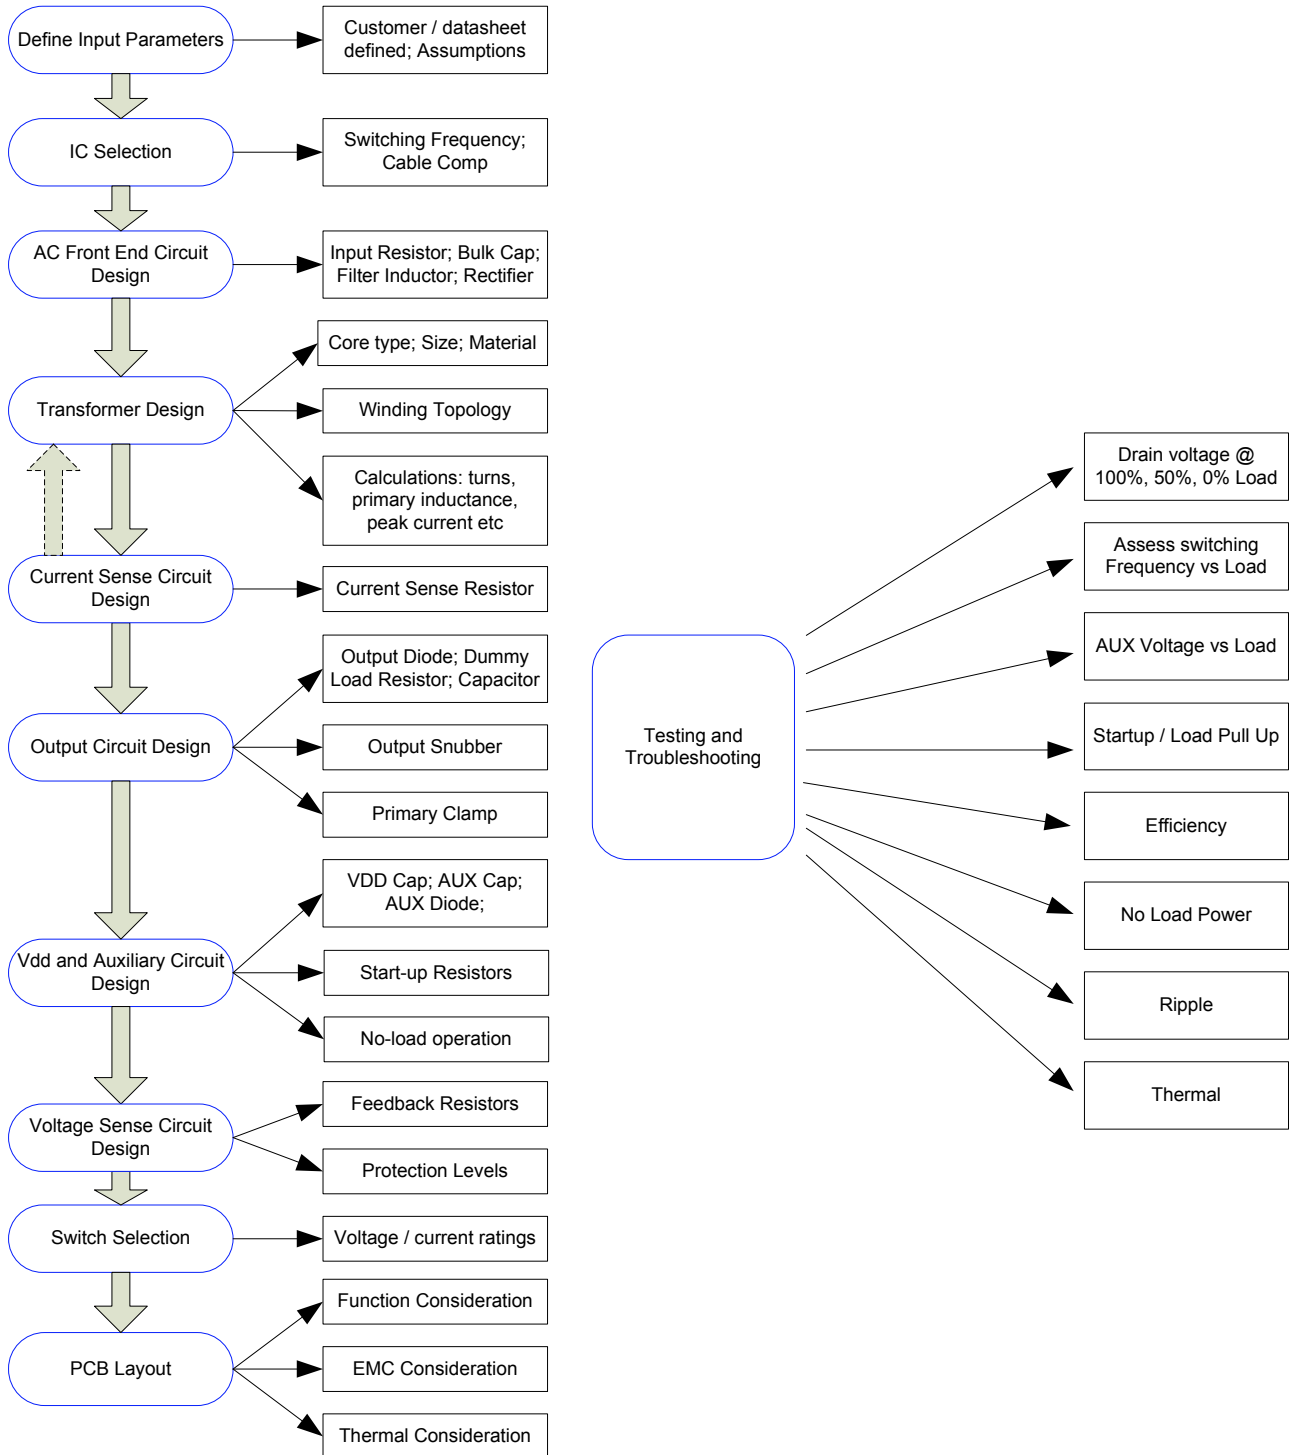 Define Input Parameters
Customer / datasheet
defined; Assumptions
IC Selection
Switching Frequency;
Cable Comp
AC Front End Circuit
Design
Input Resistor; Bulk Cap;
Filter Inductor; Rectifier
Transformer Design
Core type; Size; Material
Winding Topology
Calculations: turns,
primary inductance,
peak current etc
Current Sense Circuit
Design
Current Sense Resistor
Output Circuit Design
Output Diode; Dummy
Load Resistor; Capacitor
Output Snubber
Primary Clamp
Vdd and Auxiliary Circuit
Design
VDD Cap; AUX Cap;
AUX Diode;
Start-up Resistors
No-load operation
Voltage Sense Circuit
Design
Feedback Resistors
Protection Levels
Switch Selection
Voltage / current ratings
PCB Layout
Function Consideration
EMC Consideration
Thermal Consideration
Testing and
Troubleshooting
Drain voltage @
100%, 50%, 0% Load
Assess switching
Frequency vs Load
AUX Voltage vs Load
Startup / Load Pull Up
Efficiency
No Load Power
Ripple
Thermal